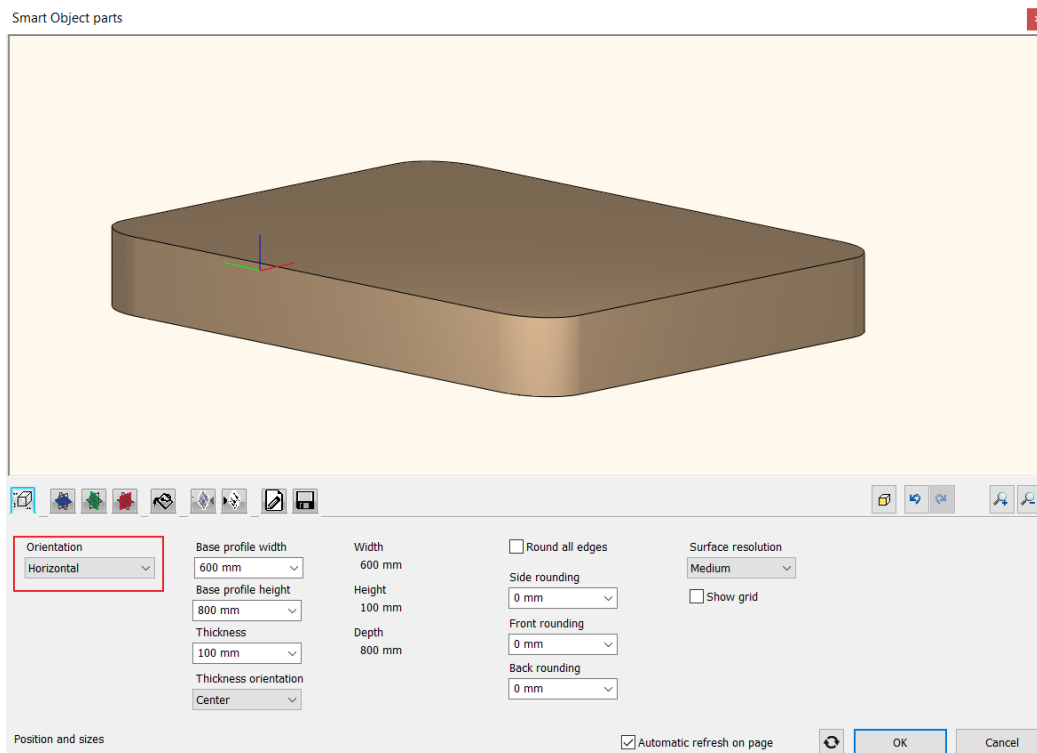 Smart Object parts
Orientation
Horizontal
Base profile width
600 mm
Base profile height
800 mm
Thickness
100 mm
Thickness orientation
Center
Width
600 mm
Height
100 mm
Depth
800 mm
Round all edges
Side rounding
0 mm
Front rounding
0 mm
Back rounding
0 mm
Surface resolution
Medium
Show grid
Position and sizes
Automatic refresh on page
OK
Cancel